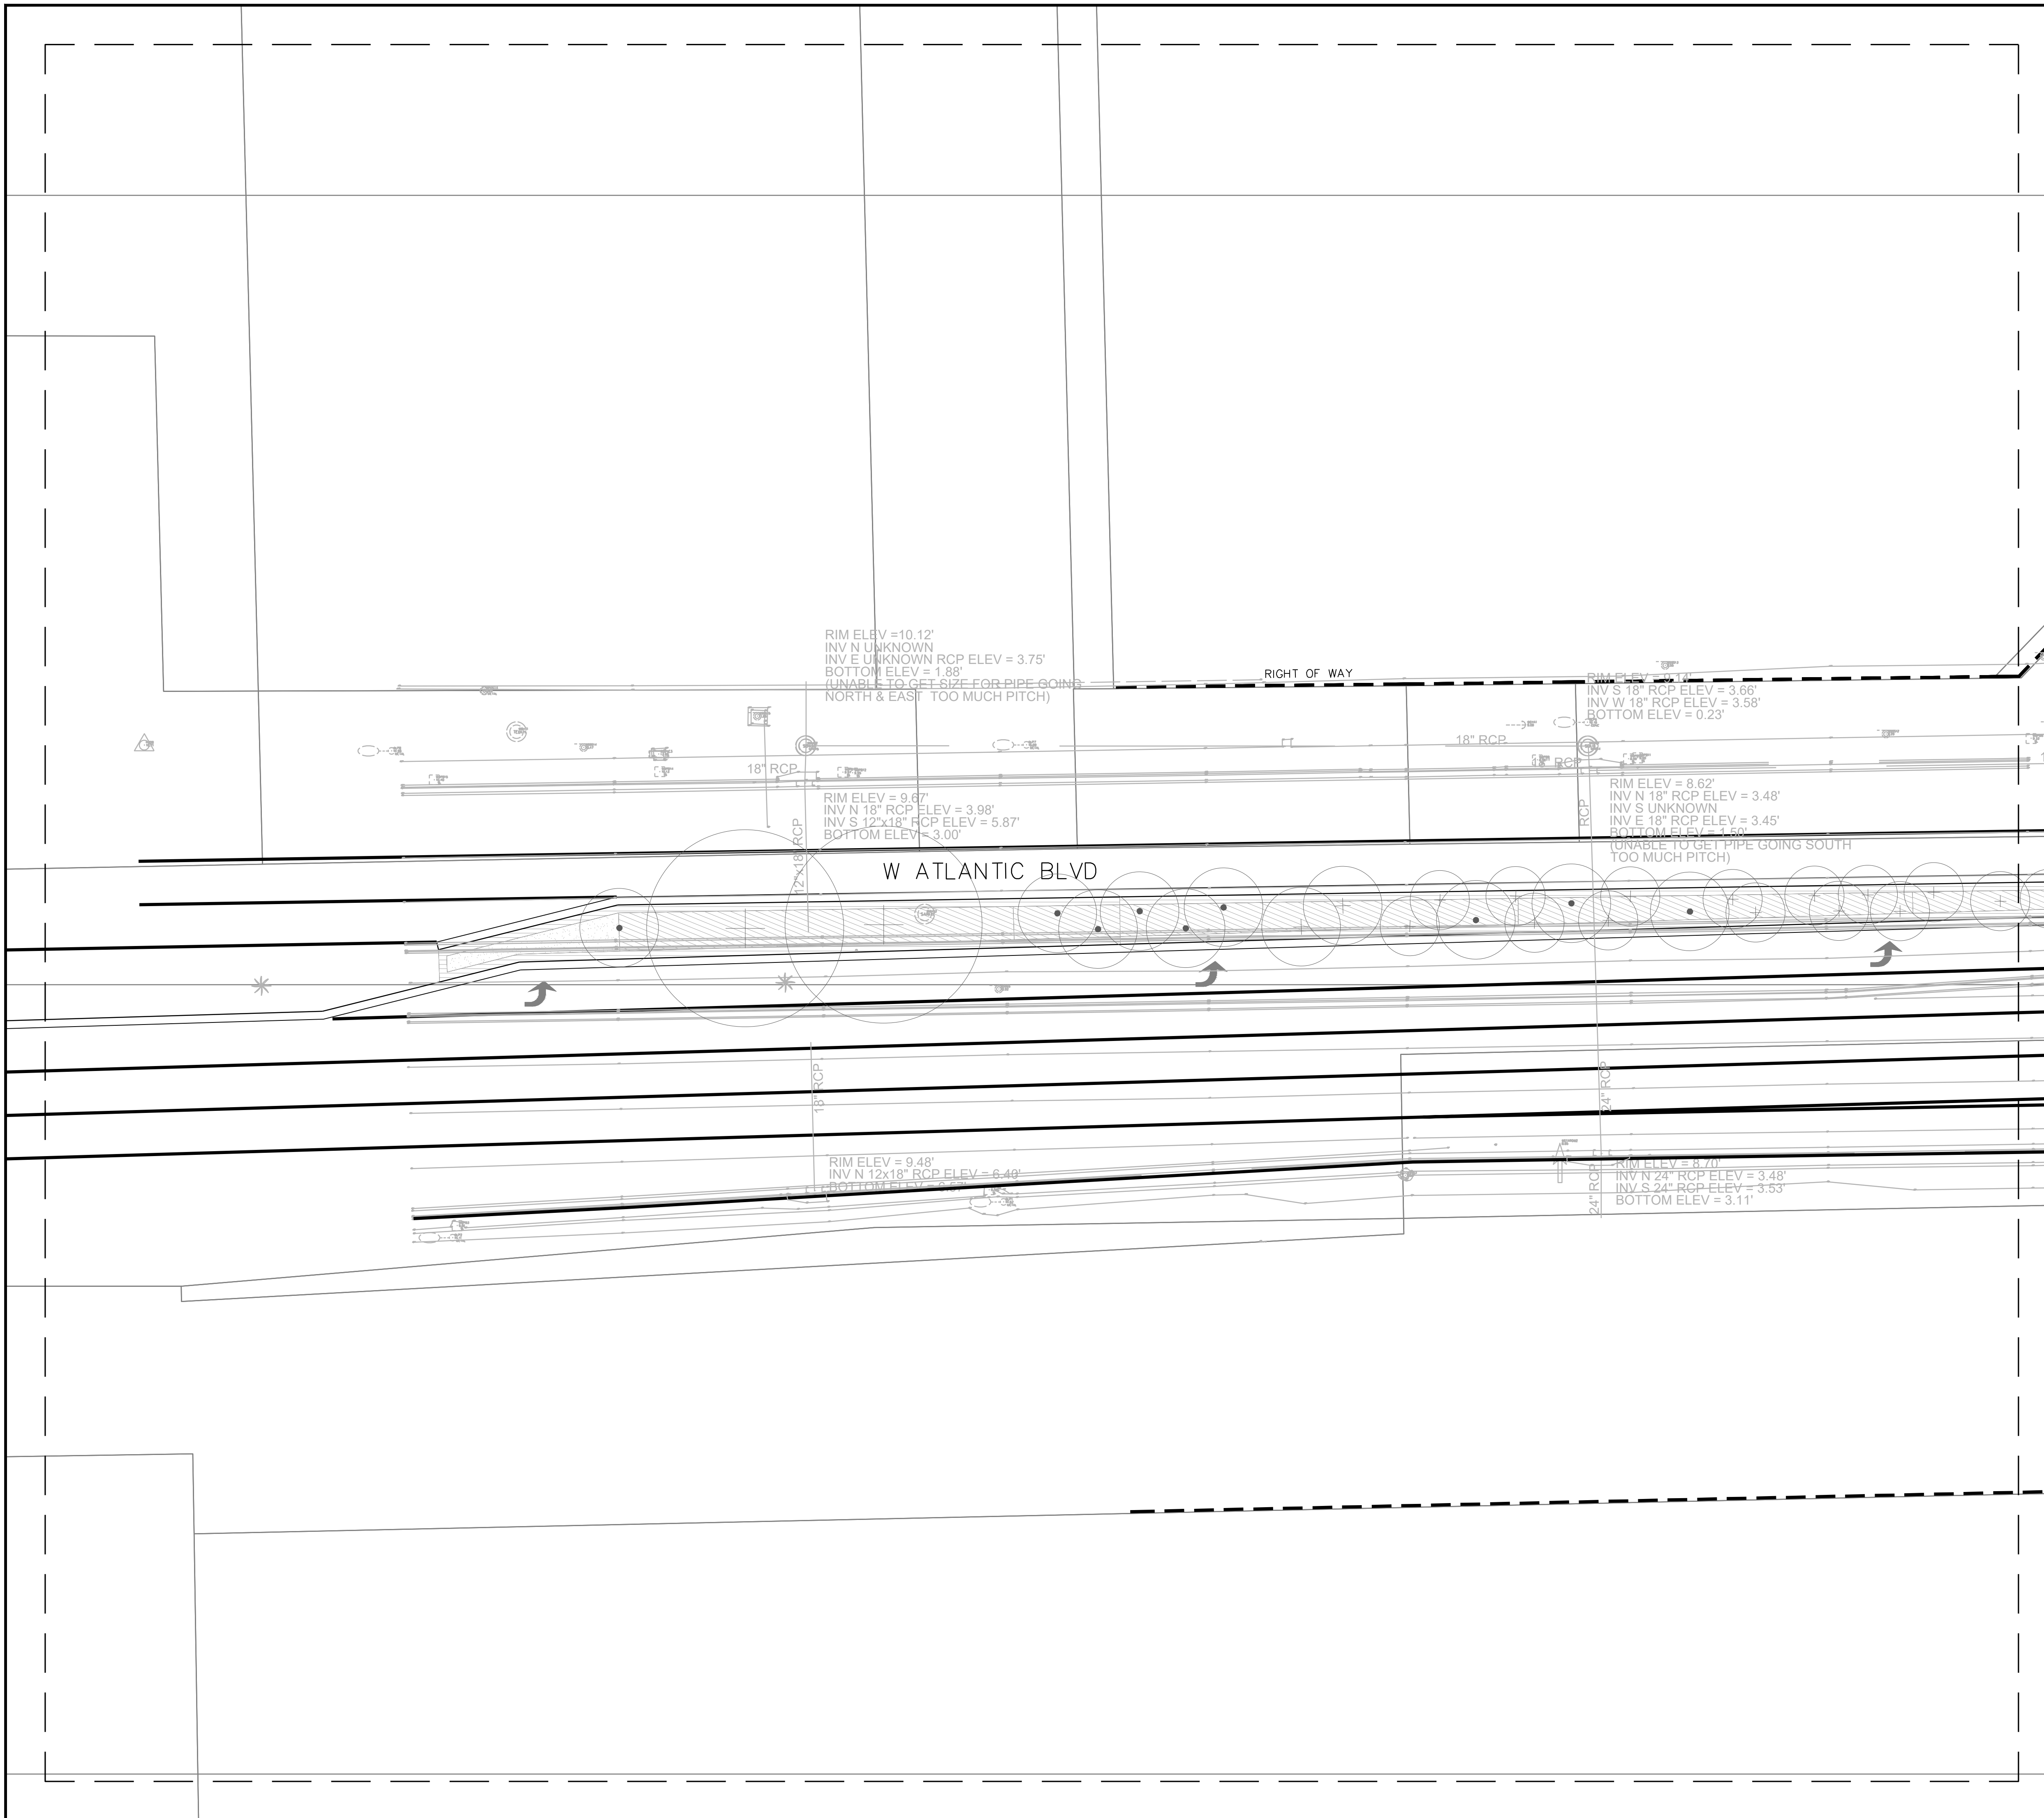 RIM ELEV =10.12'
INV N UNKNOWN
INV E UNKNOWN RCP ELEV = 3.75'
BOTTOM ELEV = 1.88'
(UNABLE TO GET SIZE FOR PIPE GOING
NORTH & EAST TOO MUCH PITCH)
RIGHT OF WAY
RIM ELEV = 9.14'
INV S 18" RCP ELEV = 3.66'
INV W 18" RCP ELEV = 3.58'
BOTTOM ELEV = 0.23'
18" RCP
18" RCP
RCP
RIM ELEV = 9.67'
INV N 18" RCP ELEV = 3.98'
INV S 12"x18" RCP ELEV = 5.87'
BOTTOM ELEV = 3.00'
RIM ELEV = 8.62'
INV N 18" RCP ELEV = 3.48'
INV S UNKNOWN
INV E 18" RCP ELEV = 3.45'
BOTTOM ELEV = 1.50'
(UNABLE TO GET PIPE GOING SOUTH
TOO MUCH PITCH)
12"x18" RCP
RCP
W ATLANTIC BLVD
18" RCP
24" RCP
RIM ELEV = 9.48'
INV N 12x18" RCP ELEV = 6.49'
BOTTOM ELEV =
24" RCP
RIM ELEV = 8.70'
INV N 24" RCP ELEV = 3.48'
INV S 24" RCP ELEV = 3.53'
BOTTOM ELEV = 3.11'